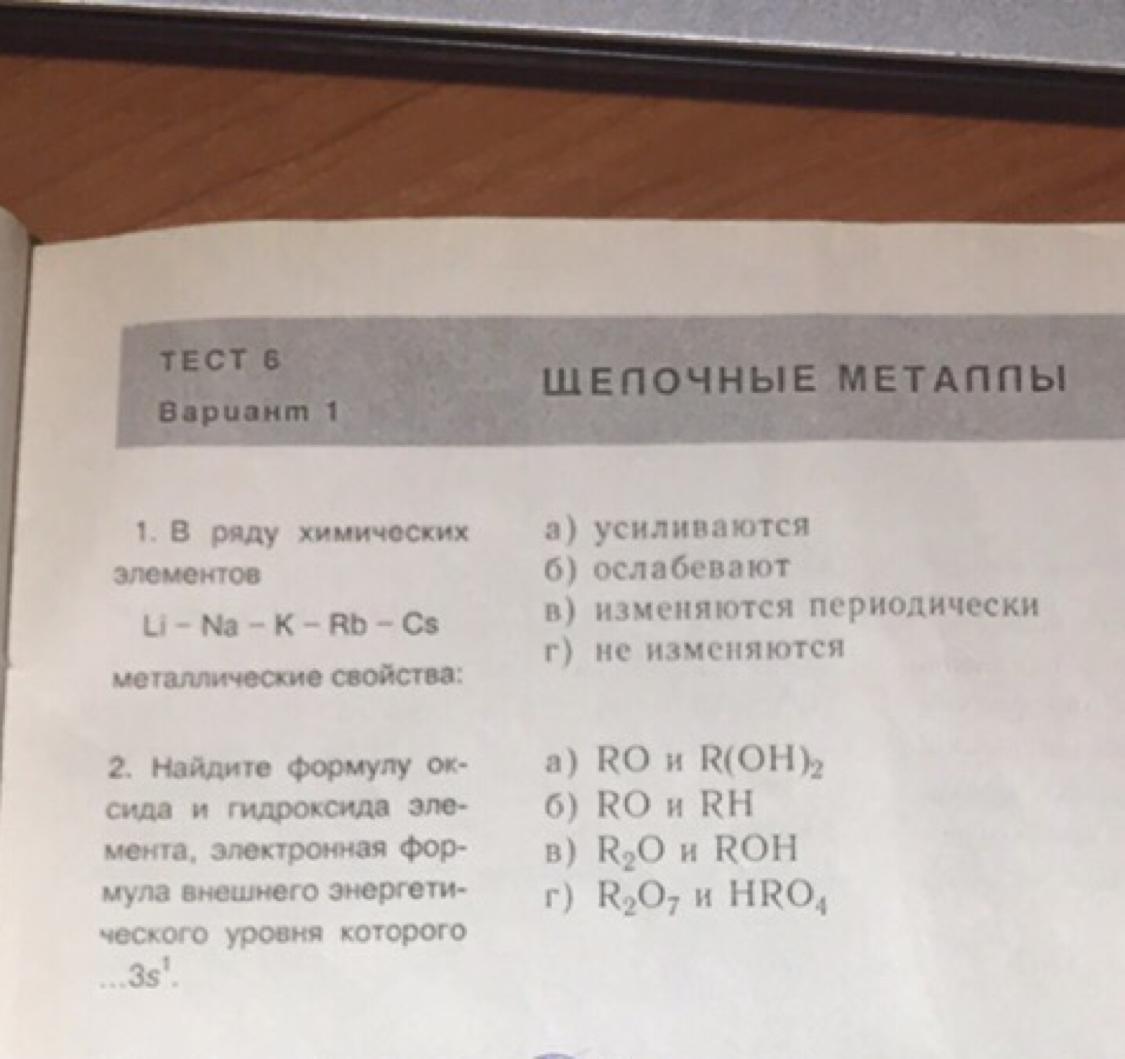 ТЕСТ 6
Вариант 1
ЩЕЛОЧНЫЕ МЕТАЛЛЫ
1. В ряду химических
элементов
Li – Na – K – Rb – Cs
металлические свойства:
а) усиливаются
б) ослабевают
в) изменяются периодически
г) не изменяются
2. Найдите формулу ок-
сида и гидроксида эле-
мента, электронная фор-
мула внешнего энергети-
ческого уровня которого
...3s¹.
а) RO и R(OH)₂
б) RO и RH
в) R₂O и ROH
г) R₂O₇ и HRO₄